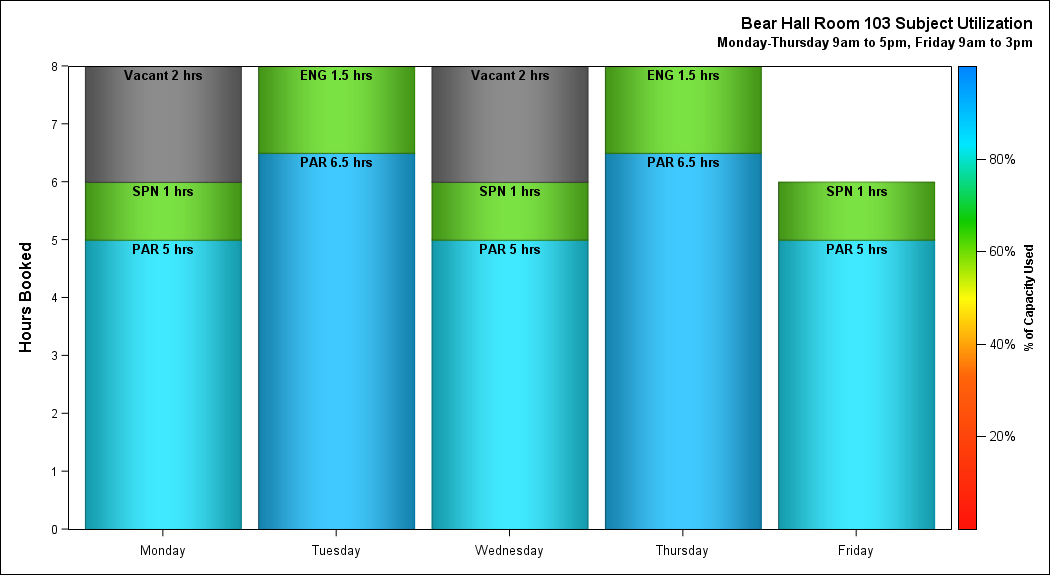 Bear Hall Room 103 Subject Utilization
Monday-Thursday 9am to 5pm, Friday 9am to 3pm
Hours Booked
8
7
6
5
4
3
2
1
0
Vacant 2 hrs
SPN 1 hrs
PAR 5 hrs
ENG 1.5 hrs
PAR 6.5 hrs
Vacant 2 hrs
SPN 1 hrs
PAR 5 hrs
ENG 1.5 hrs
PAR 6.5 hrs
SPN 1 hrs
PAR 5 hrs
Monday
Tuesday
Wednesday
Thursday
Friday
80%
60%
40%
20%
% of Capacity Used